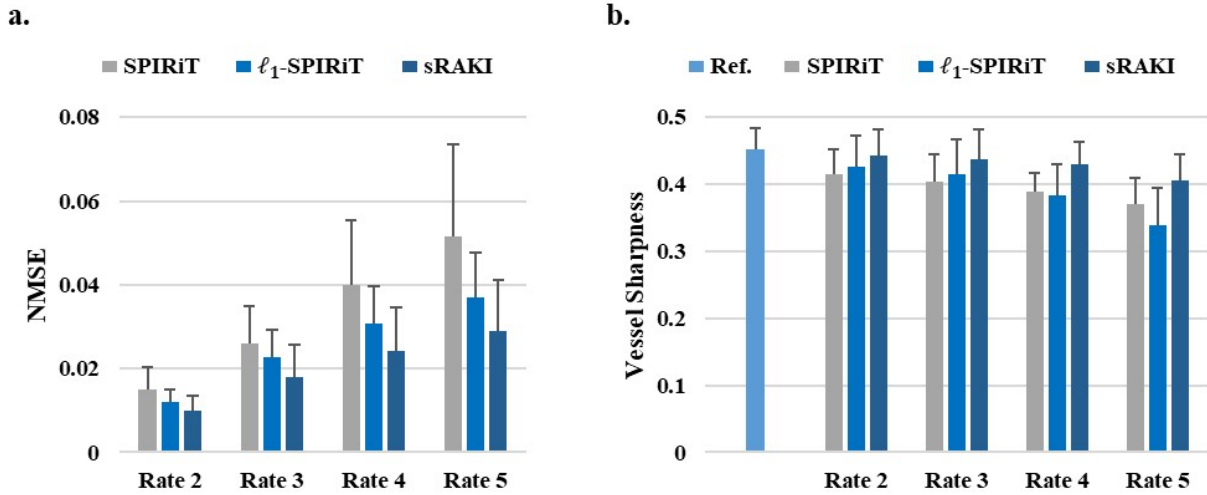 a.
SPIRiT ℓ₁-SPIRiT sRAKI
NMSE
0.08
0.06
0.04
0.02
0
Rate 2 Rate 3 Rate 4 Rate 5
b.
Ref. SPIRiT ℓ₁-SPIRiT sRAKI
Vessel Sharpness
0.5
0.4
0.3
0.2
0.1
0
Rate 2 Rate 3 Rate 4 Rate 5